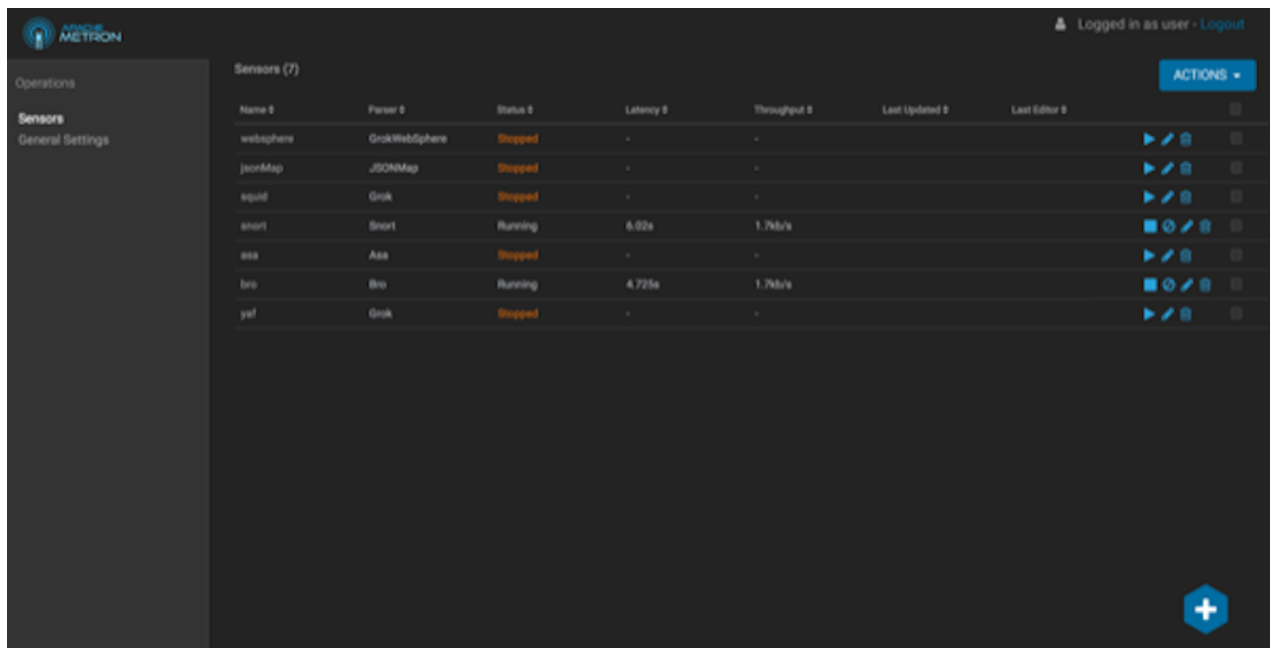 APACHE
METRON
Logged in as user - Logout
Operations
Sensors
General Settings
Sensors (7)
ACTIONS
Name Parser Status Latency Throughput Last Updated Last Editor
websphere GrokWebSphere Stopped - -
jsonMap JSONMap Stopped - -
squid Grok Stopped - -
snort Snort Running 6.02s 1.7kb/s
asa Asa Stopped - -
bro Bro Running 4.725s 1.7kb/s
yaf Grok Stopped - -